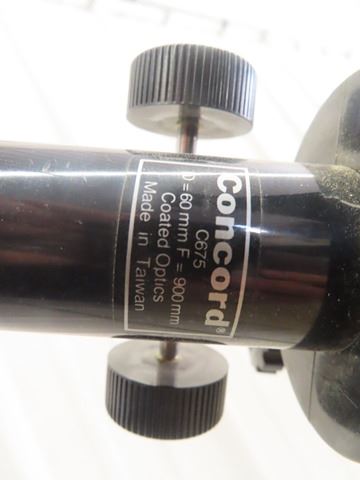 Concord®
C675
D = 60 mm F = 900 mm
Coated Optics
Made in Taiwan